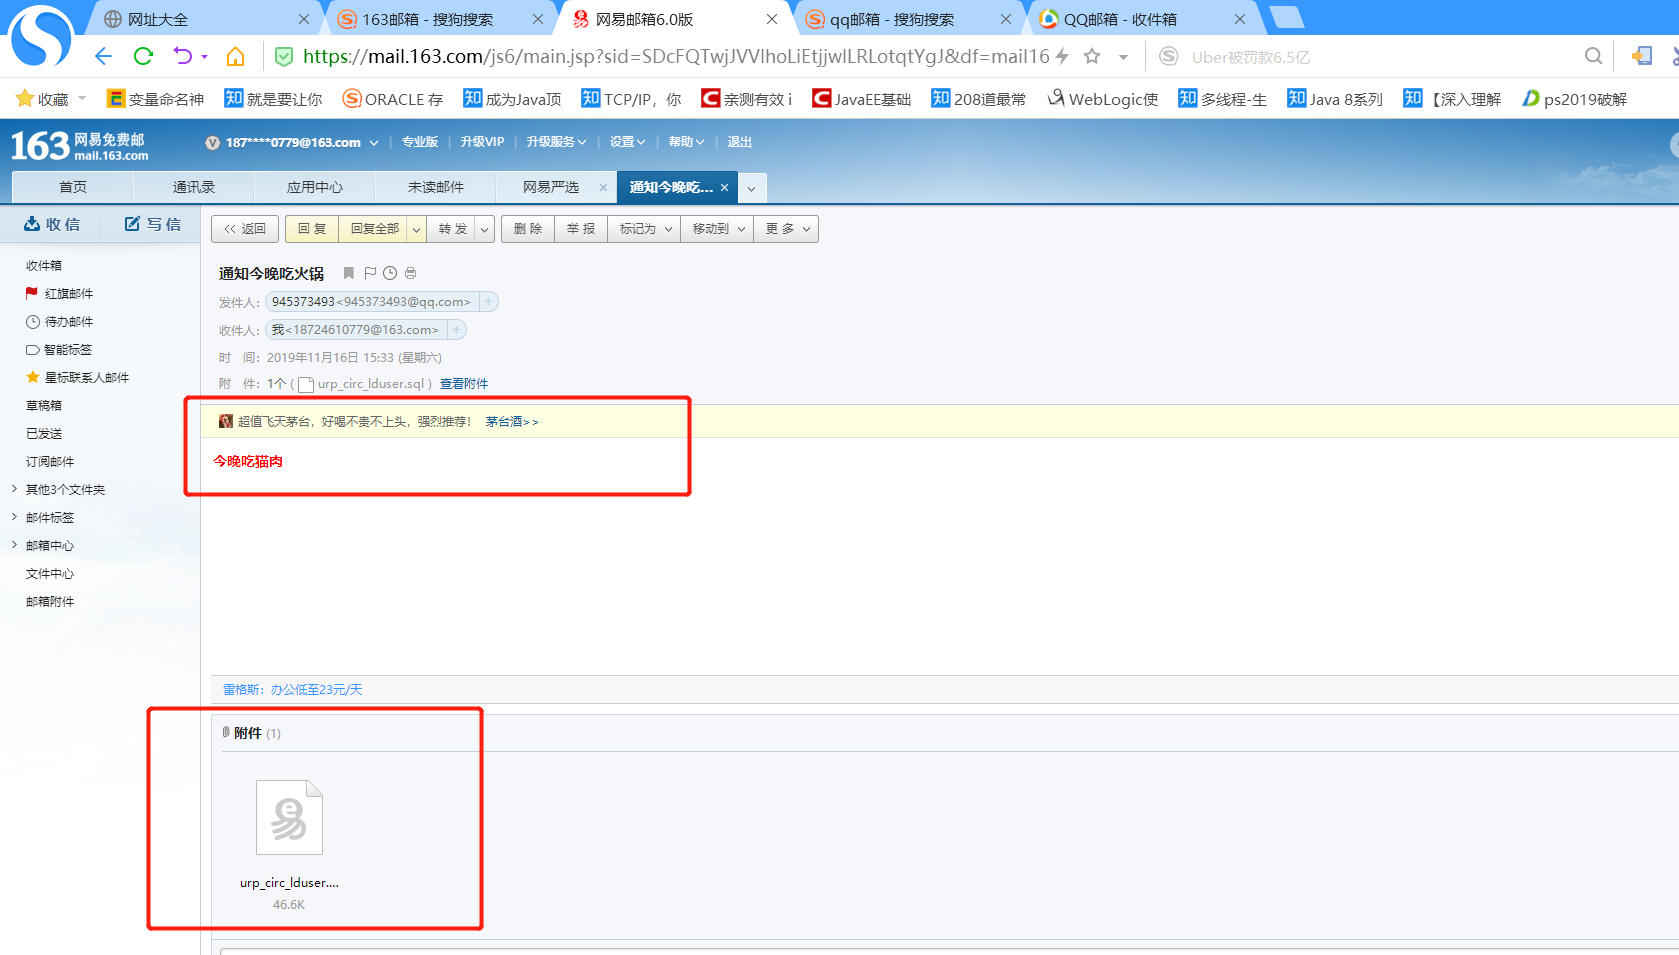 网址大全
163邮箱 - 搜狗搜索
网易邮箱6.0版
qq邮箱 - 搜狗搜索
QQ邮箱 - 收件箱
https://mail.163.com/js6/main.jsp?sid=SDcFQTwjJVVlhoLiEtjjwlLRLotqtYgJ&df=mail16
Uber被罚款6.5亿
收藏
变量命名神
知 就是要让你
ORACLE 存
知 成为Java顶
知 TCP/IP，你
亲测有效 i
JavaEE基础
知 208道最常
WebLogic使
知 多线程-生
知 Java 8系列
知 【深入理解
ps2019破解
163 网易免费邮
mail.163.com
187****0779@163.com
专业版
升级VIP
升级服务
设置
帮助
退出
首页
通讯录
应用中心
未读邮件
网易严选
通知今晚吃...
收 信
写 信
<< 返回
回 复
回复全部
转 发
删 除
举 报
标记为
移动到
更 多
收件箱
红旗邮件
待办邮件
智能标签
星标联系人邮件
草稿箱
已发送
订阅邮件
其他3个文件夹
邮件标签
邮箱中心
文件中心
邮箱附件
通知今晚吃火锅
发件人： 945373493<945373493@qq.com> +
收件人： 我<18724610779@163.com> +
时 间： 2019年11月16日 15:33 (星期六)
附 件： 1个 ( urp_circ_lduser.sql ) 查看附件
超值飞天茅台，好喝不贵不上头，强烈推荐！ 茅台酒>>
今晚吃猫肉
雷格斯：办公低至23元/天
附件 (1)
urp_circ_lduser....
46.6K